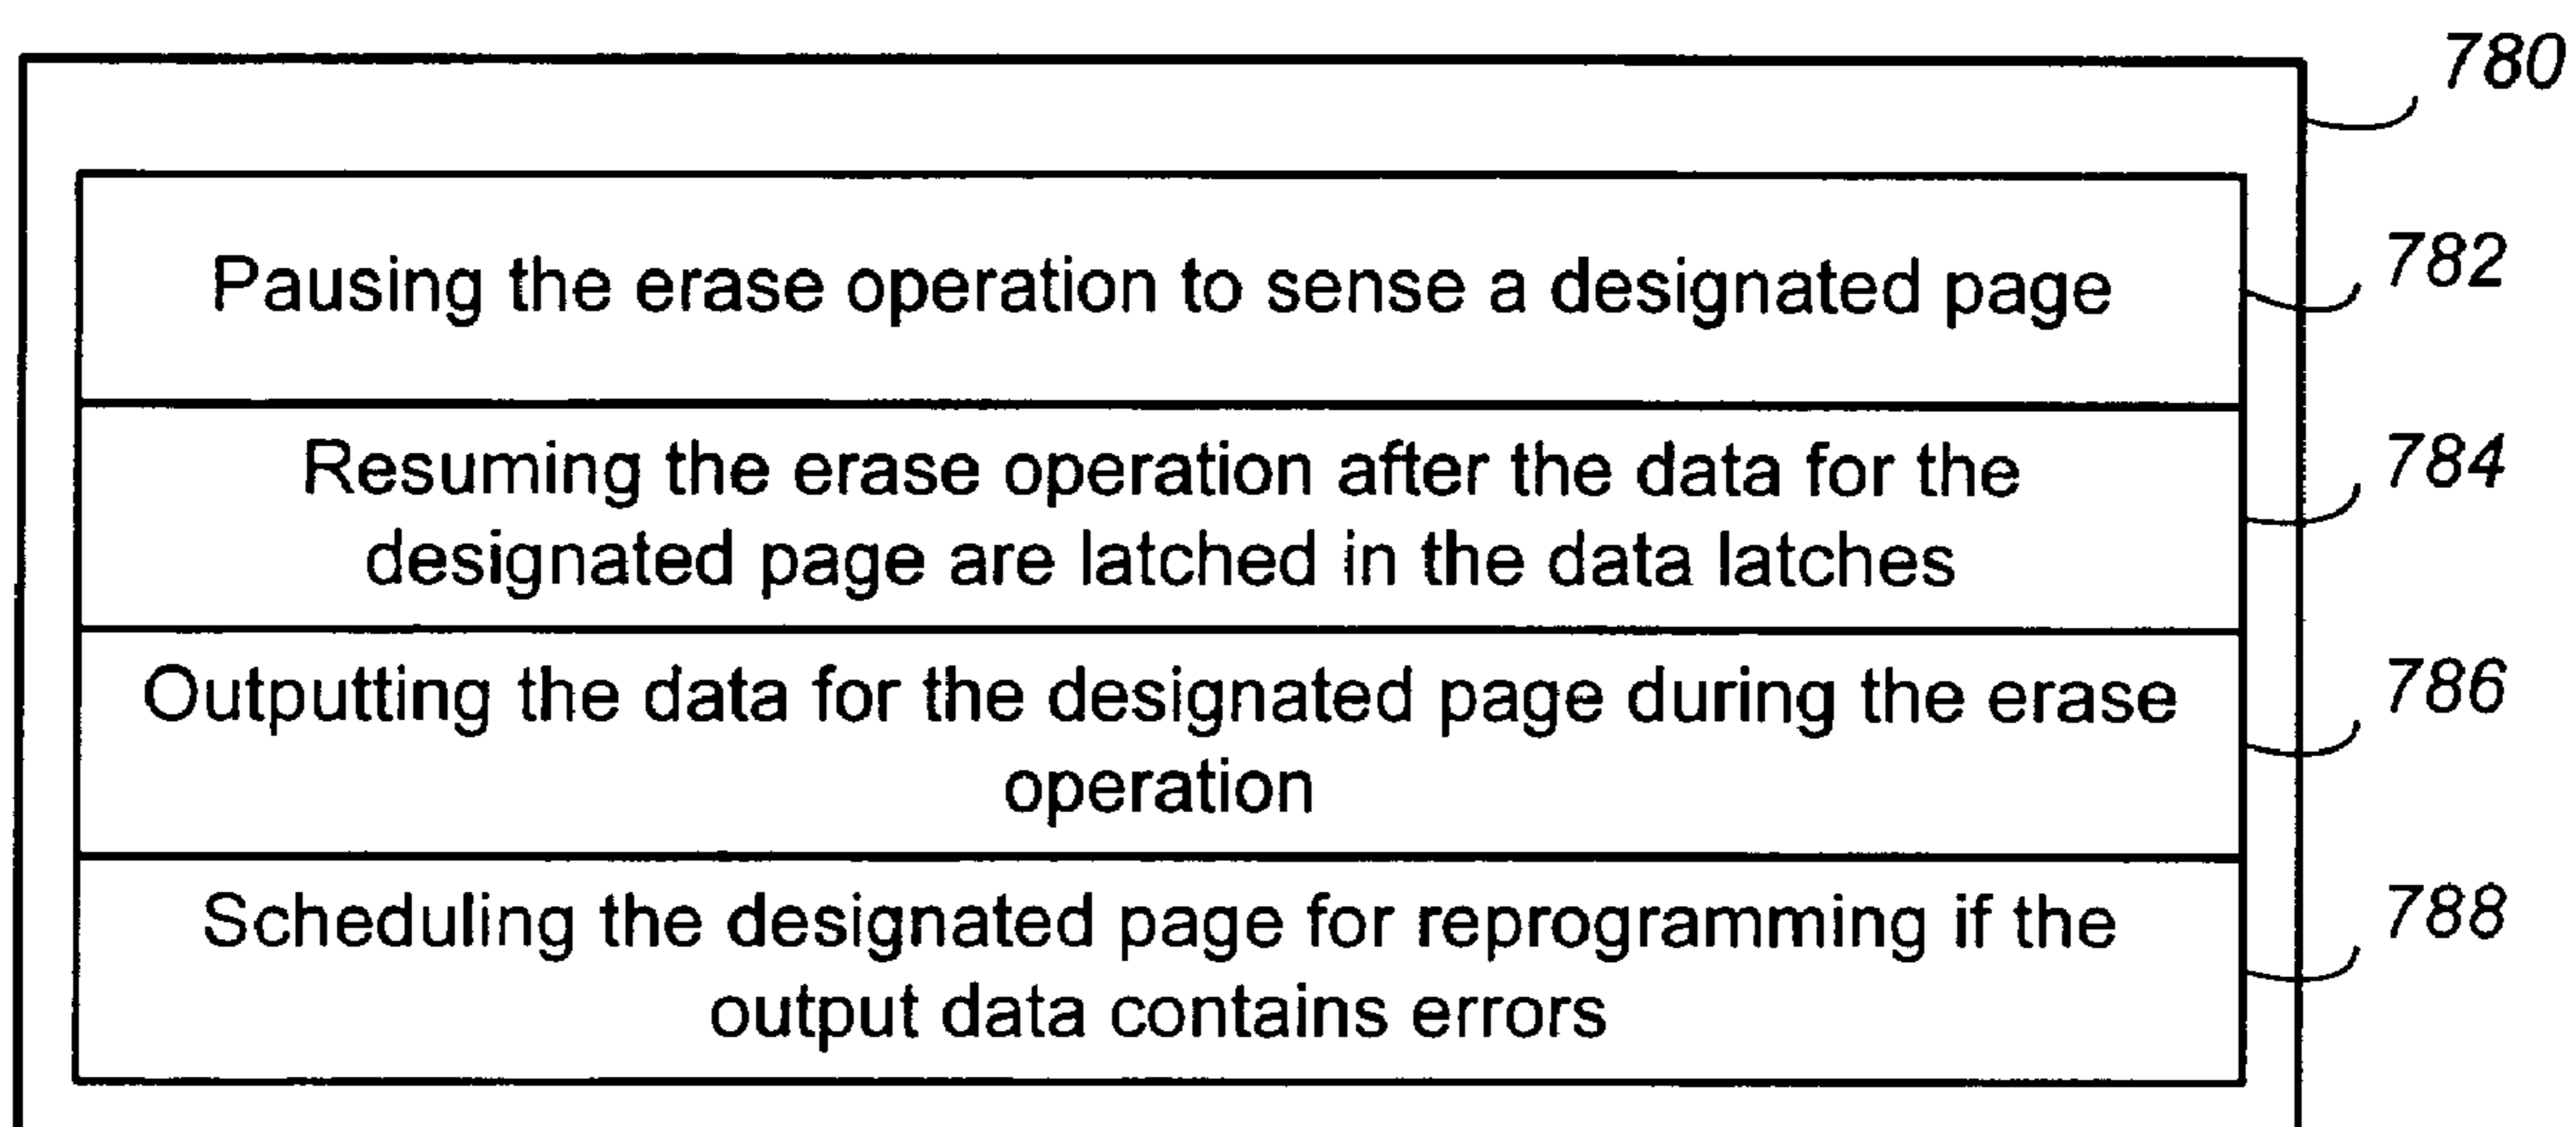 780
Pausing the erase operation to sense a designated page
782
Resuming the erase operation after the data for the
designated page are latched in the data latches
784
Outputting the data for the designated page during the erase
operation
786
Scheduling the designated page for reprogramming if the
output data contains errors
788